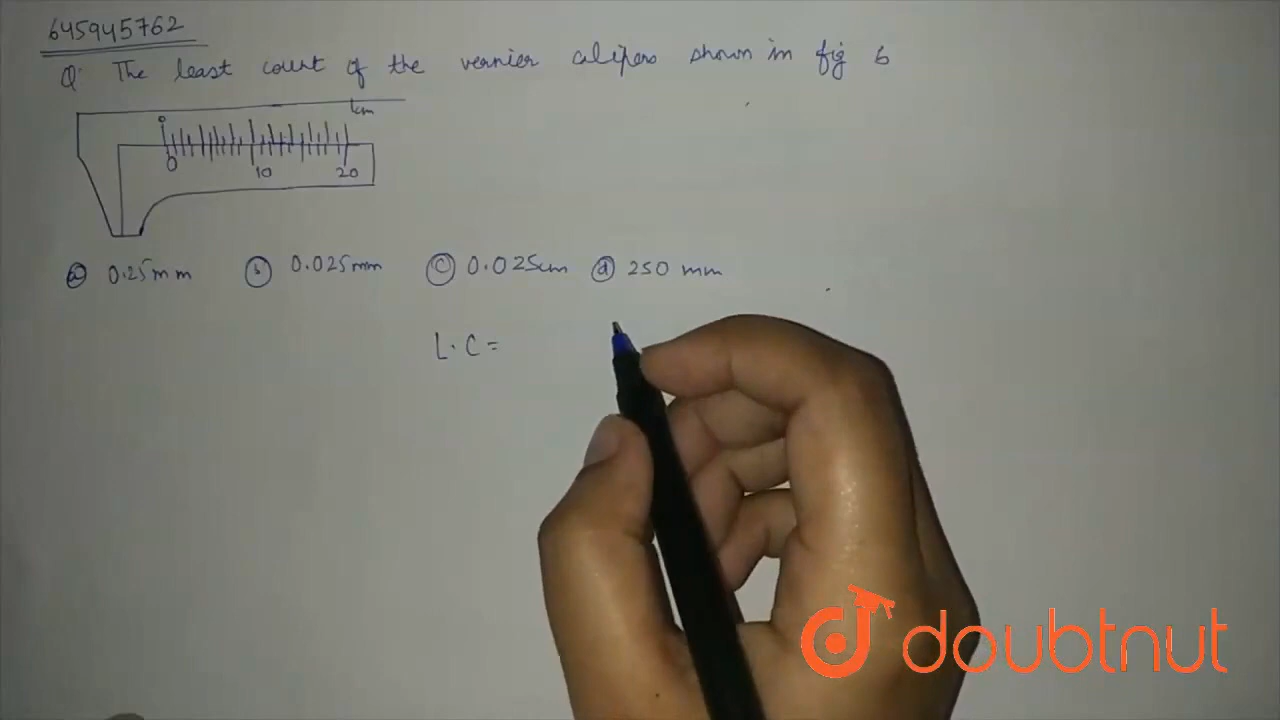 645945762
Q. The least count of the vernier calipers shown in fig 6
1cm
0
0 10 20
(a) 0.25mm (b) 0.025mm (c) 0.025cm (d) 250 mm
L.C =
doubtnut